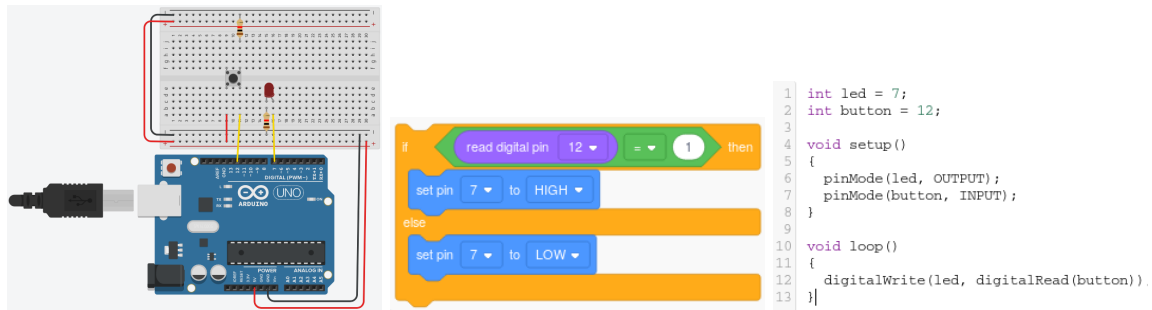 DIGITAL (PWM~)
UNO
ARDUINO
POWER
ANALOG IN
if
read digital pin 12 = 1 then
set pin 7 to HIGH
else
set pin 7 to LOW
1 int led = 7;
2 int button = 12;
3
4 void setup()
5 {
6 pinMode(led, OUTPUT);
7 pinMode(button, INPUT);
8 }
9
10 void loop()
11 {
12 digitalWrite(led, digitalRead(button))
13 }